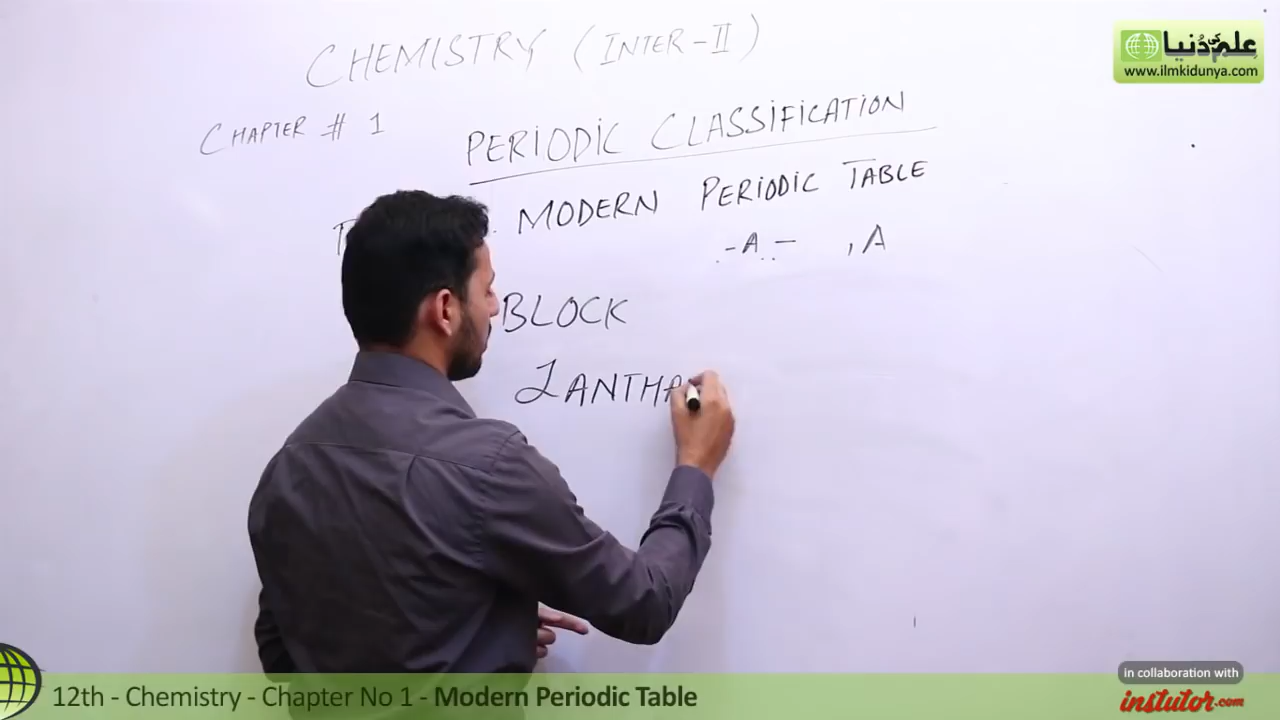 CHEMISTRY (INTER-II)
علم کی دنیا
www.ilmkidunya.com
CHAPTER # 1
PERIODIC CLASSIFICATION
MODERN PERIODIC TABLE
-A- , A
BLOCK
LANTHA
in collaboration with
instutor.com
12th - Chemistry - Chapter No 1 - Modern Periodic Table